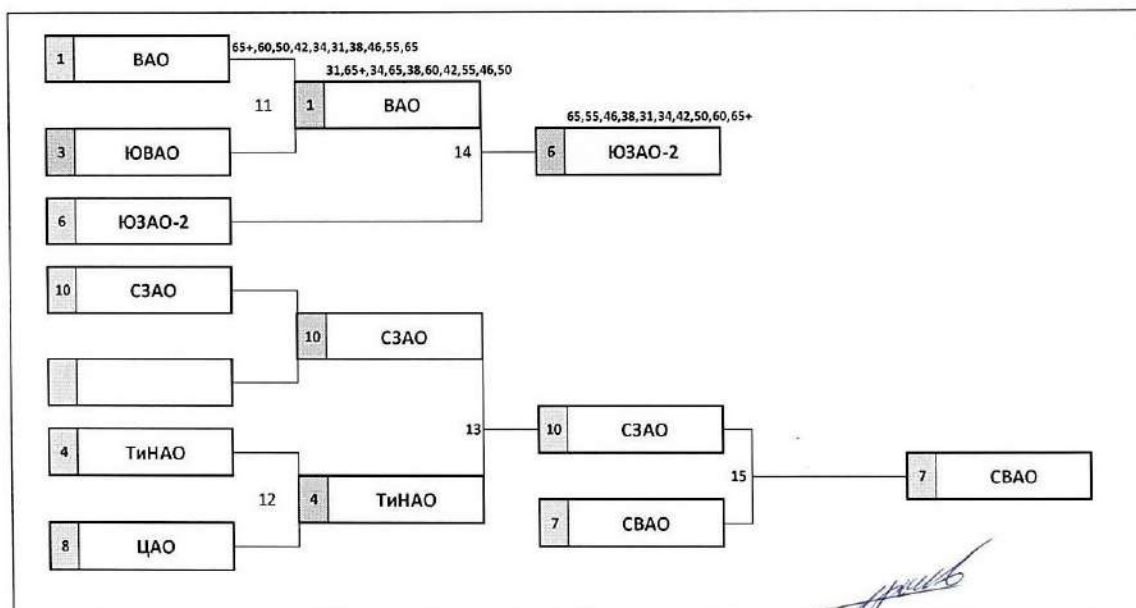 65+,60,50,42,34,31,38,46,55,65
1 ВАО
31,65+,34,65,38,60,42,55,46,50
11
1 ВАО
65,55,46,38,31,34,42,50,60,65+
3 ЮВАО
14
6 ЮЗАО-2
6 ЮЗАО-2
10 СЗАО
10 СЗАО
13
10 СЗАО
4 ТиНАО
15
7 СВАО
12
4 ТиНАО
7 СВАО
8 ЦАО